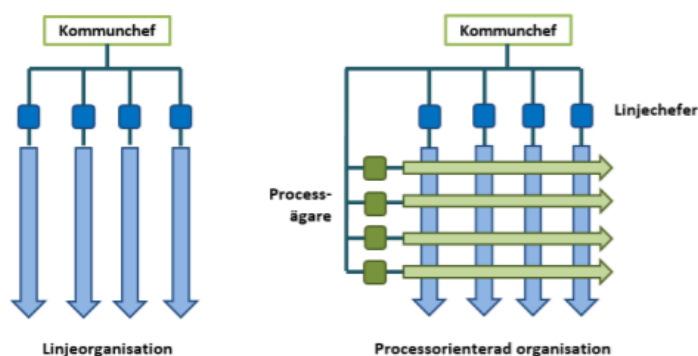 Kommunchef
Kommunchef
Linjechefer
Process-
ägare
Linjeorganisation
Processorienterad organisation